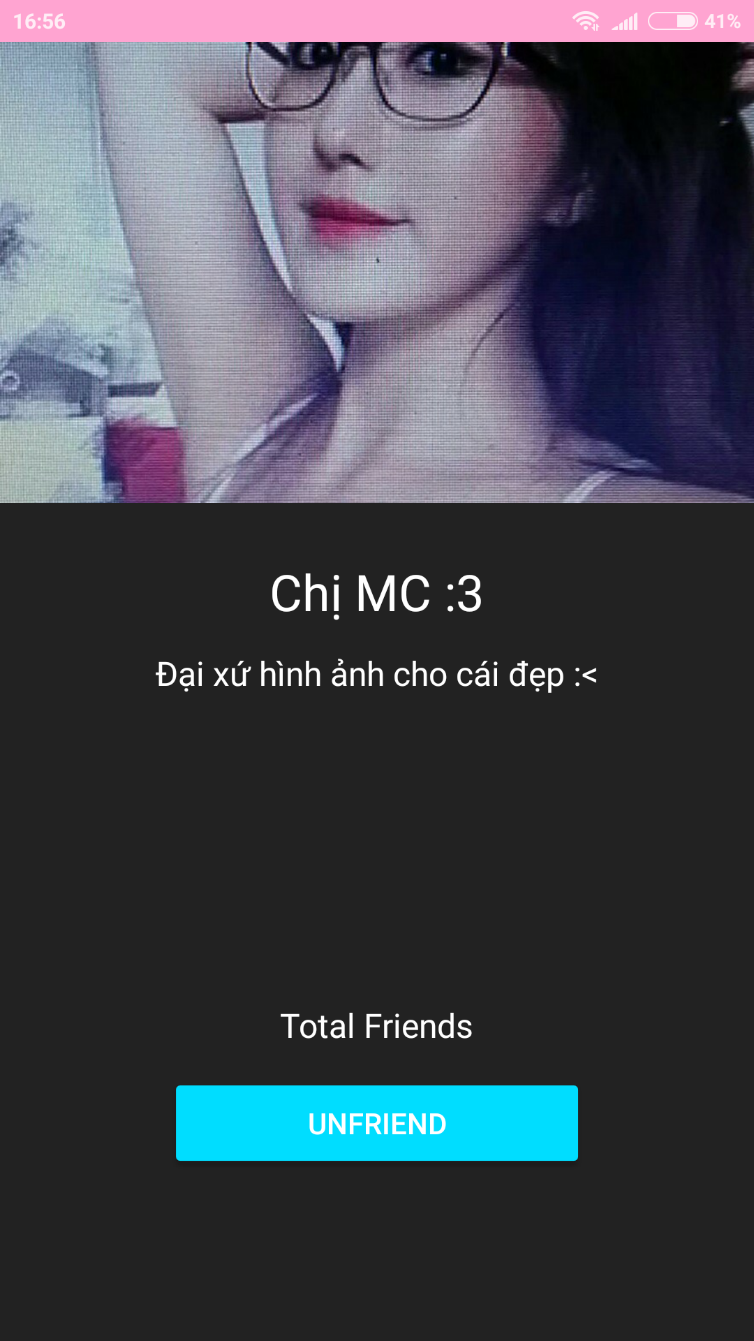 16:56
41%
Chị MC :3
Đại xứ hình ảnh cho cái đẹp :<
Total Friends
UNFRIEND